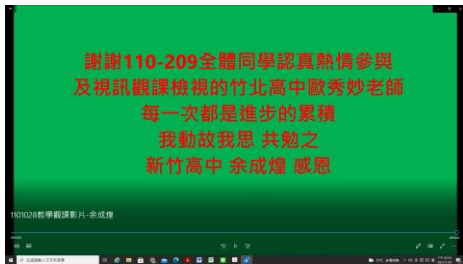 謝謝110-209全體同學認真熱情參與
及視訊觀課檢視的竹北高中歐秀妙老師
每一次都是進步的累積
我動故我思 共勉之
新竹高中 余成煌 感恩
1101028教學觀課影片-余成煌